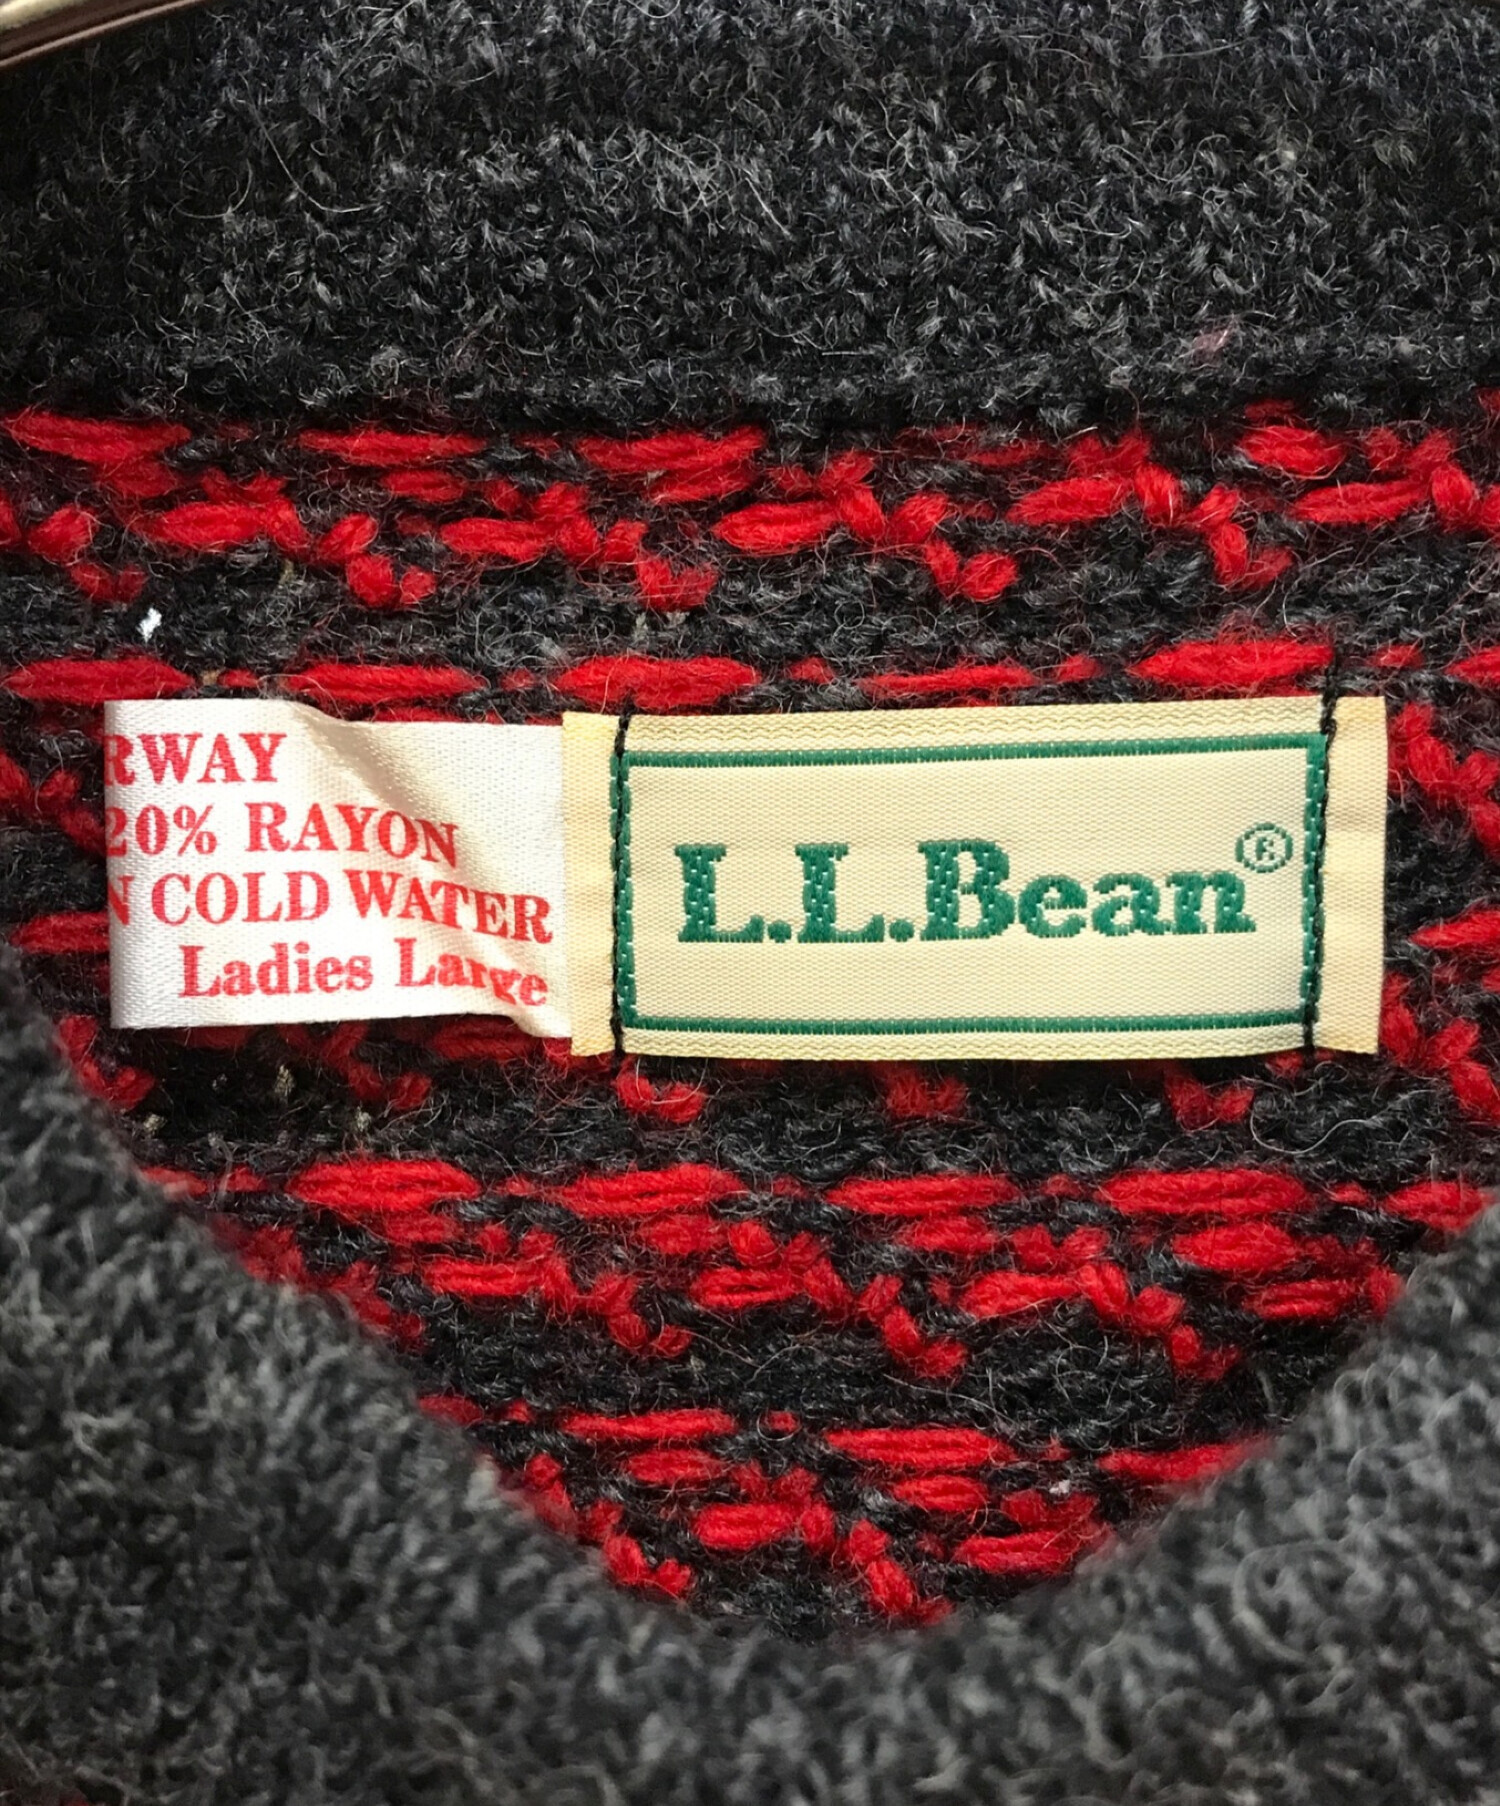 RWAY
20% RAYON
N COLD WATER
Ladies Large
L.L.Bean®